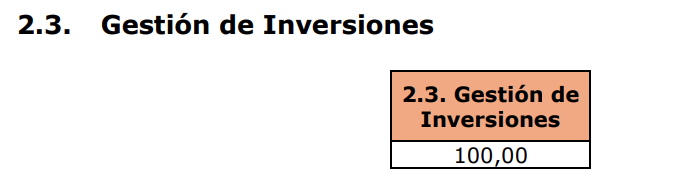 2.3. Gestión de Inversiones
2.3. Gestión de
Inversiones
100,00